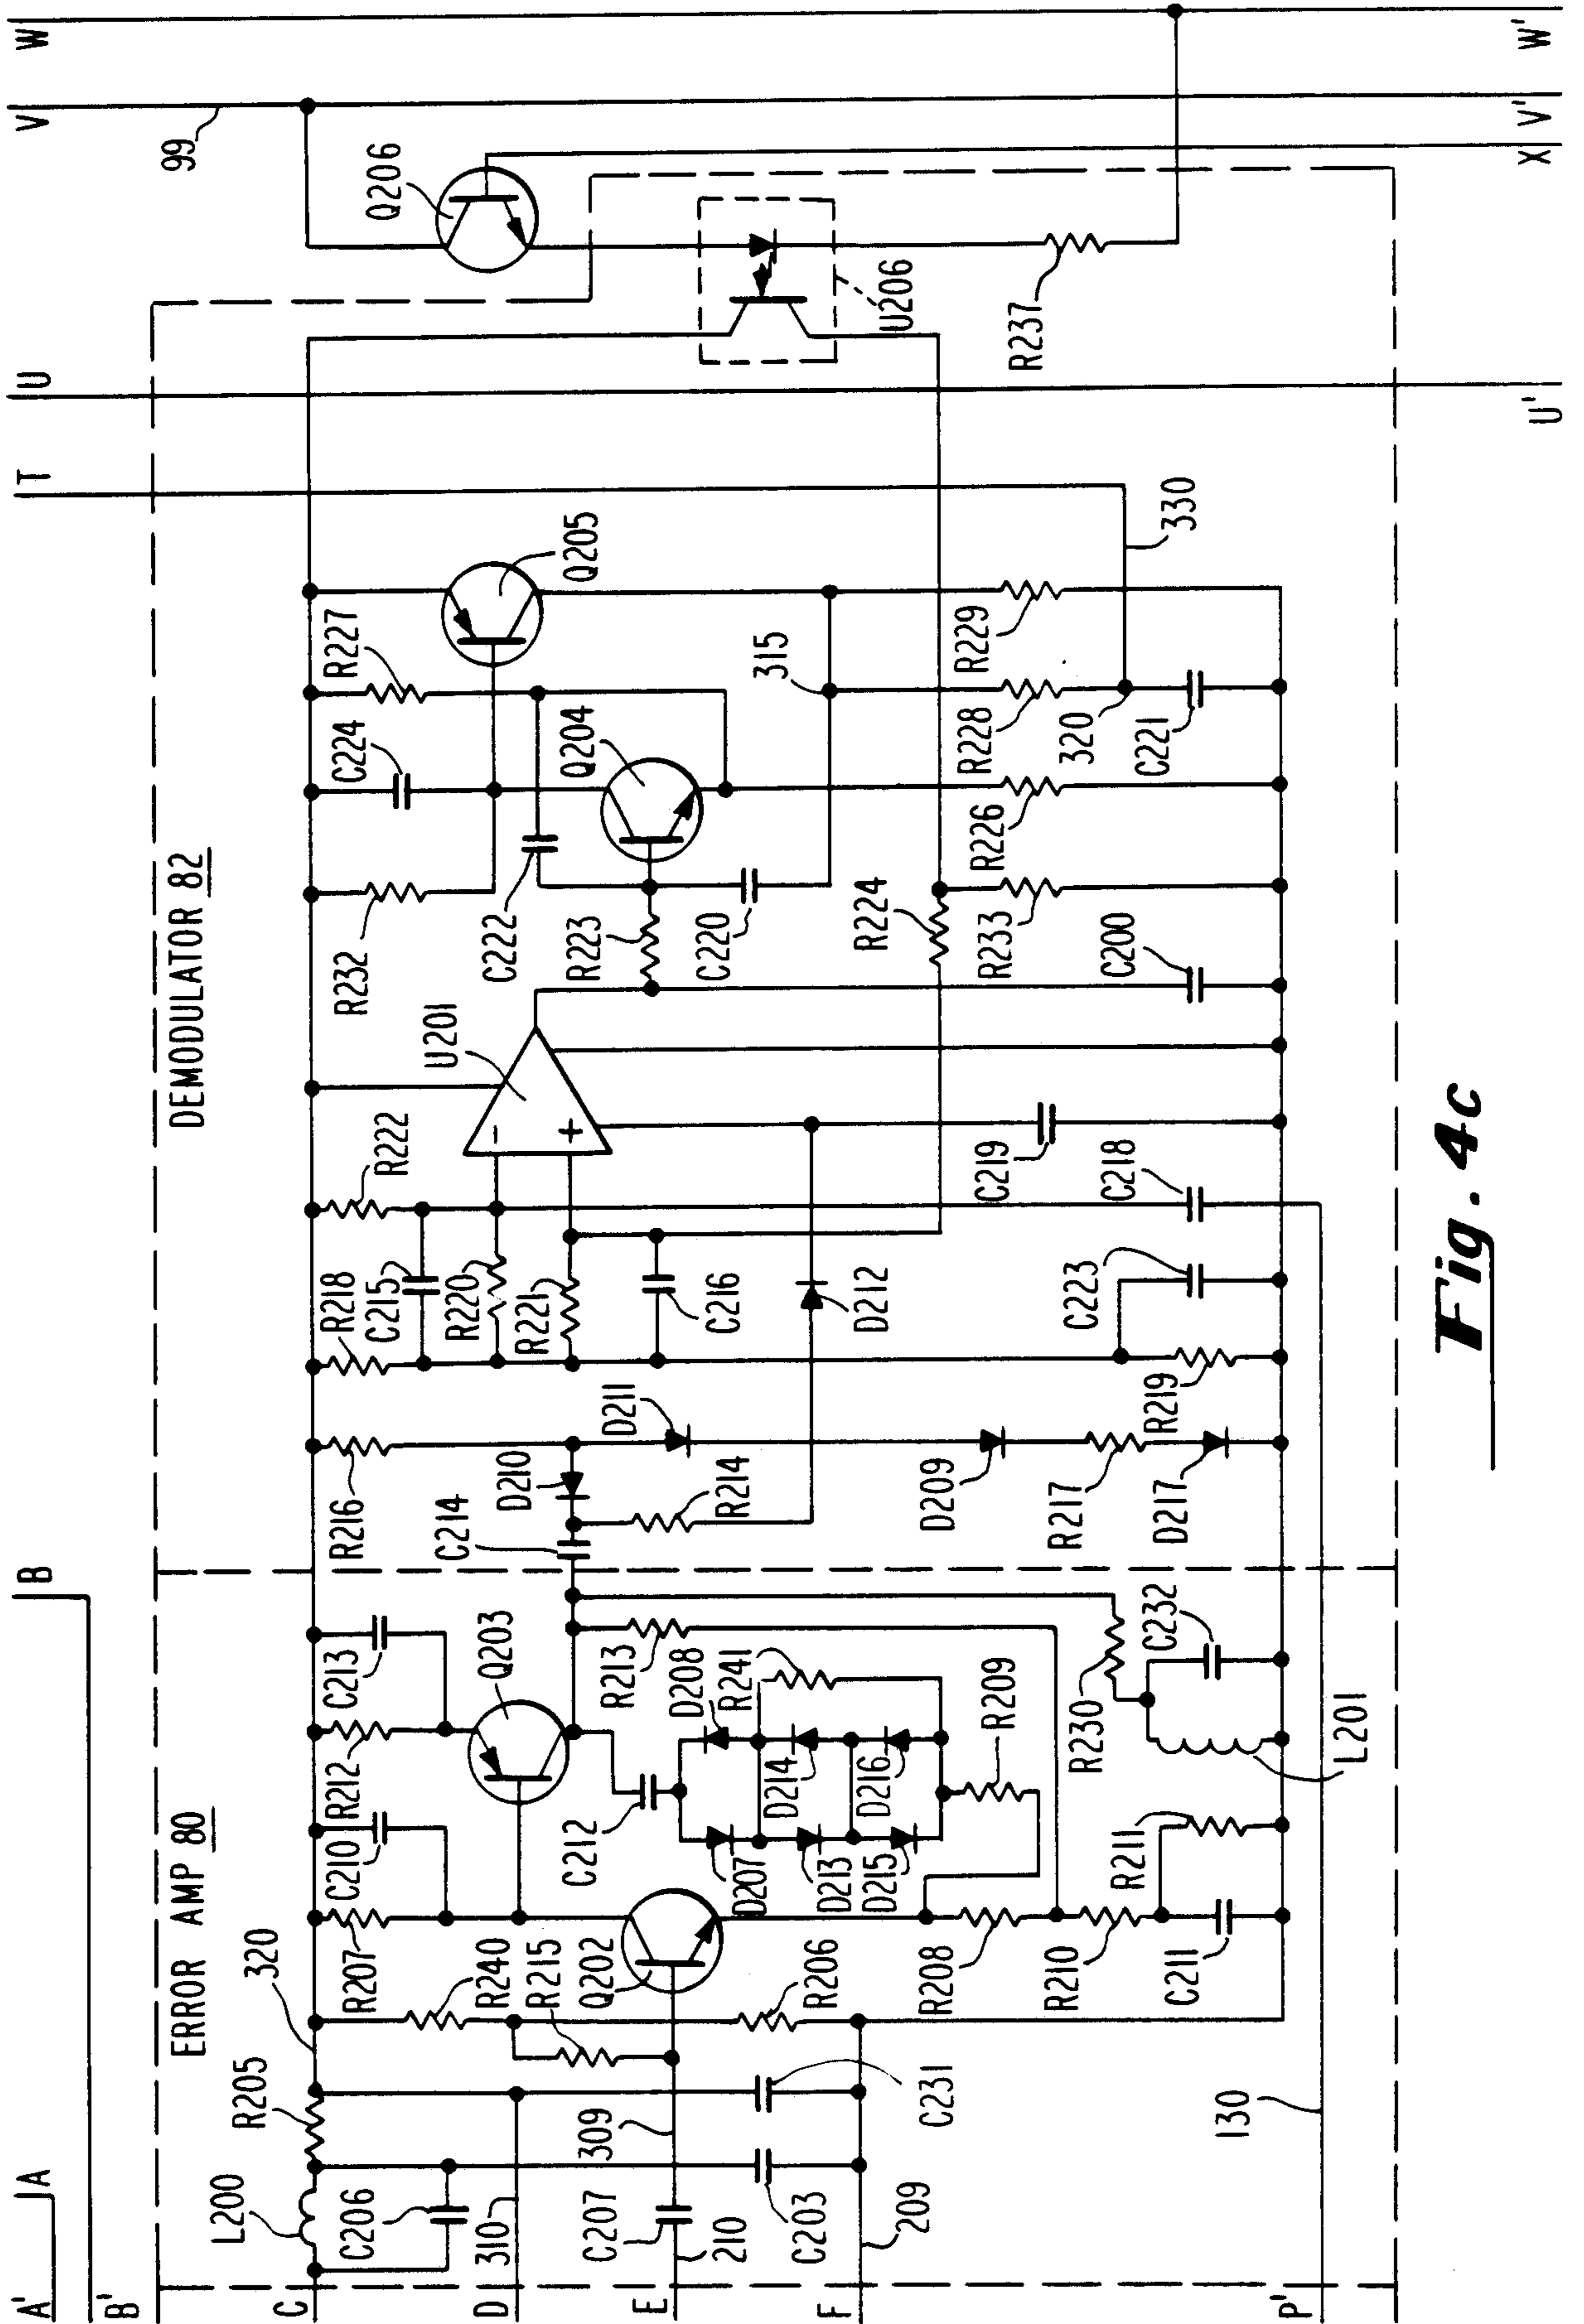 A'
A
B'
B
T
U
V
W
99
ERROR AMP 80
DEMODULATOR 82
C
L200
R205
320
C206
R207
C210
R212
C213
Q203
R240
R215
Q202
D
310
E
C207
210
309
C203
C231
F
209
R206
R208
R210
C211
R211
C212
D207
D213
D215
D208
D214
D216
R241
R213
R209
R230
C232
L201
P'
130
R216
C214
D210
D211
R214
D209
R217
D217
R218
C215
R220
R221
C216
D212
R219
C223
R222
U201
-
+
C219
C218
C200
R232
C224
R227
C222
R223
C220
Q204
Q205
R224
R233
R226
R228
R229
315
320
C221
330
Q206
U206
R237
U'
X
V'
W'
Fig. 4c